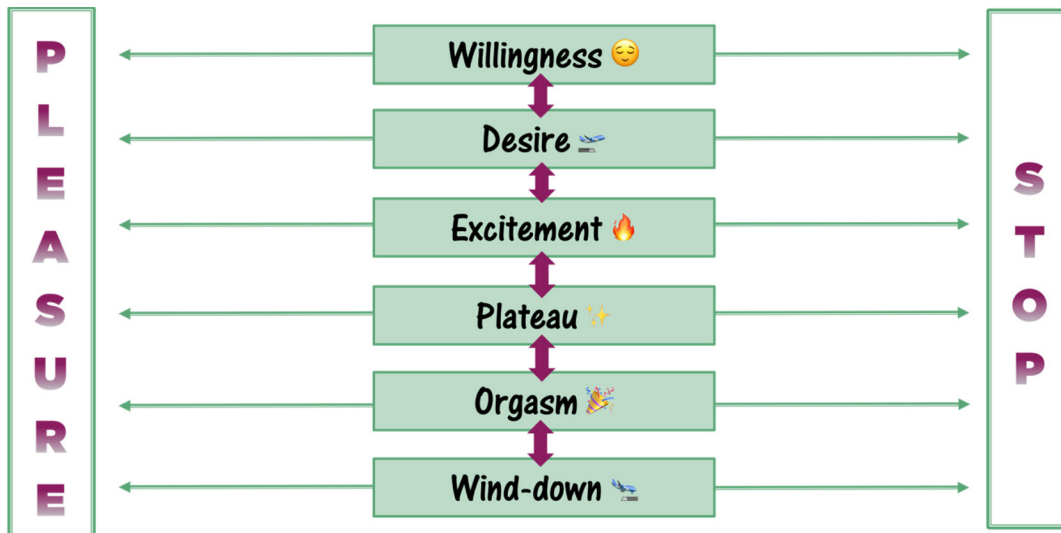 PLEASURE
Willingness 😌
Desire 🛫
Excitement 🔥
Plateau ✨
Orgasm 🎉
Wind-down 🛬
STOP